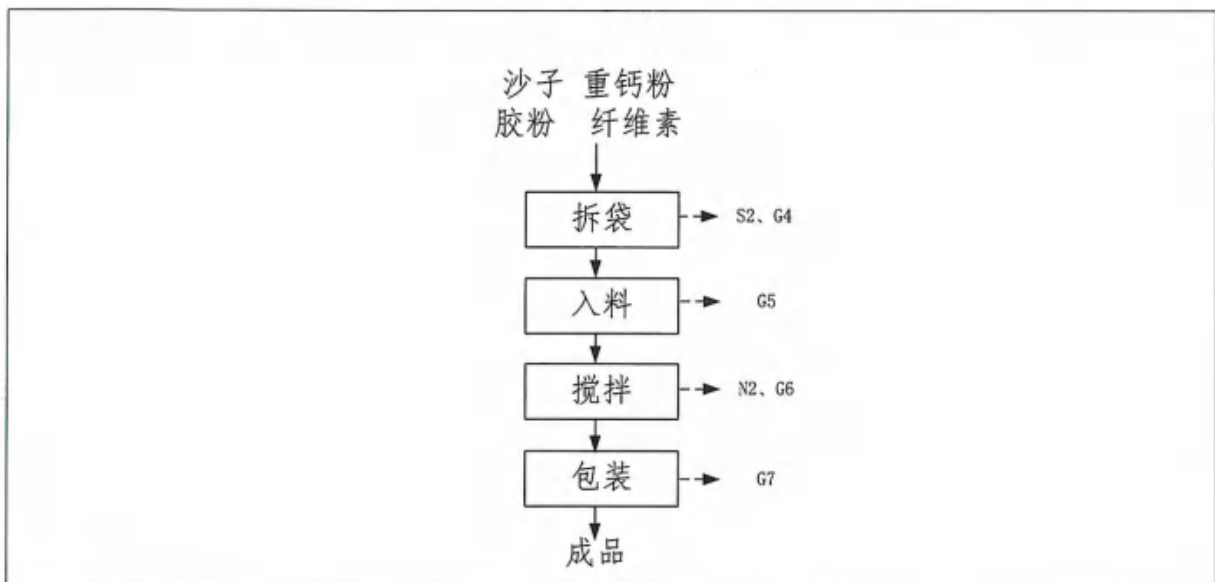 沙子 重钙粉
胶粉 纤维素
拆袋
S2、G4
入料
G5
搅拌
N2、G6
包装
G7
成品